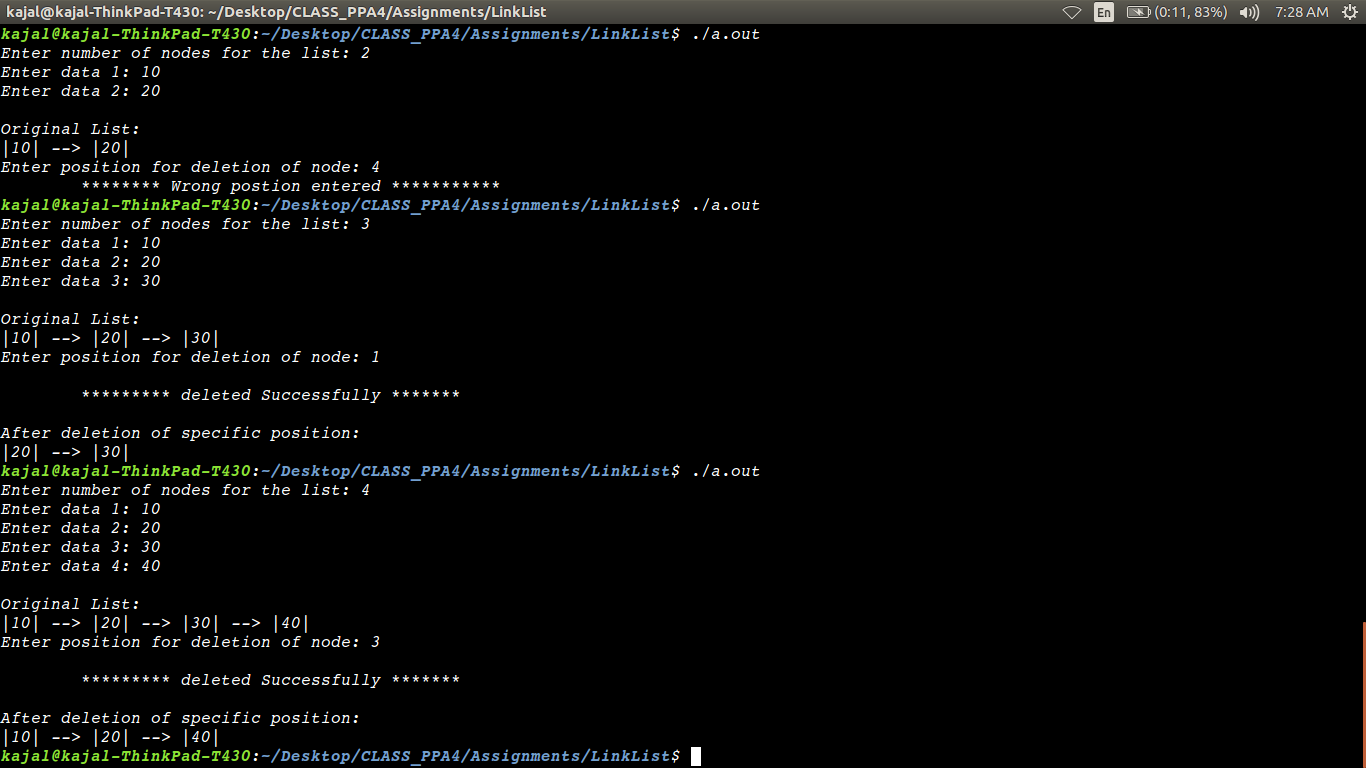 kajal@kajal-ThinkPad-T430: ~/Desktop/CLASS_PPA4/Assignments/LinkList En (0:11, 83%) 7:28 AM
kajal@kajal-ThinkPad-T430:~/Desktop/CLASS_PPA4/Assignments/LinkList$ ./a.out
Enter number of nodes for the list: 2
Enter data 1: 10
Enter data 2: 20
Original List:
|10| --> |20|
Enter position for deletion of node: 4
******** Wrong postion entered ***********
kajal@kajal-ThinkPad-T430:~/Desktop/CLASS_PPA4/Assignments/LinkList$ ./a.out
Enter number of nodes for the list: 3
Enter data 1: 10
Enter data 2: 20
Enter data 3: 30
Original List:
|10| --> |20| --> |30|
Enter position for deletion of node: 1
********* deleted Successfully *******
After deletion of specific position:
|20| --> |30|
kajal@kajal-ThinkPad-T430:~/Desktop/CLASS_PPA4/Assignments/LinkList$ ./a.out
Enter number of nodes for the list: 4
Enter data 1: 10
Enter data 2: 20
Enter data 3: 30
Enter data 4: 40
Original List:
|10| --> |20| --> |30| --> |40|
Enter position for deletion of node: 3
********* deleted Successfully *******
After deletion of specific position:
|10| --> |20| --> |40|
kajal@kajal-ThinkPad-T430:~/Desktop/CLASS_PPA4/Assignments/LinkList$